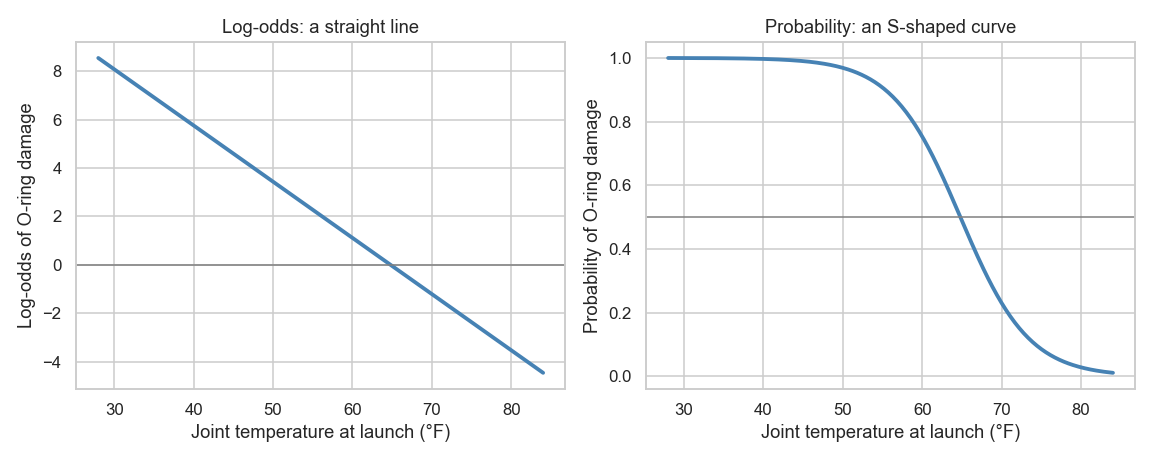 Log-odds: a straight line
Log-odds of O-ring damage
8
6
4
2
0
−2
−4
30 40 50 60 70 80
Joint temperature at launch (°F)
Probability: an S-shaped curve
Probability of O-ring damage
1.0
0.8
0.6
0.4
0.2
0.0
30 40 50 60 70 80
Joint temperature at launch (°F)